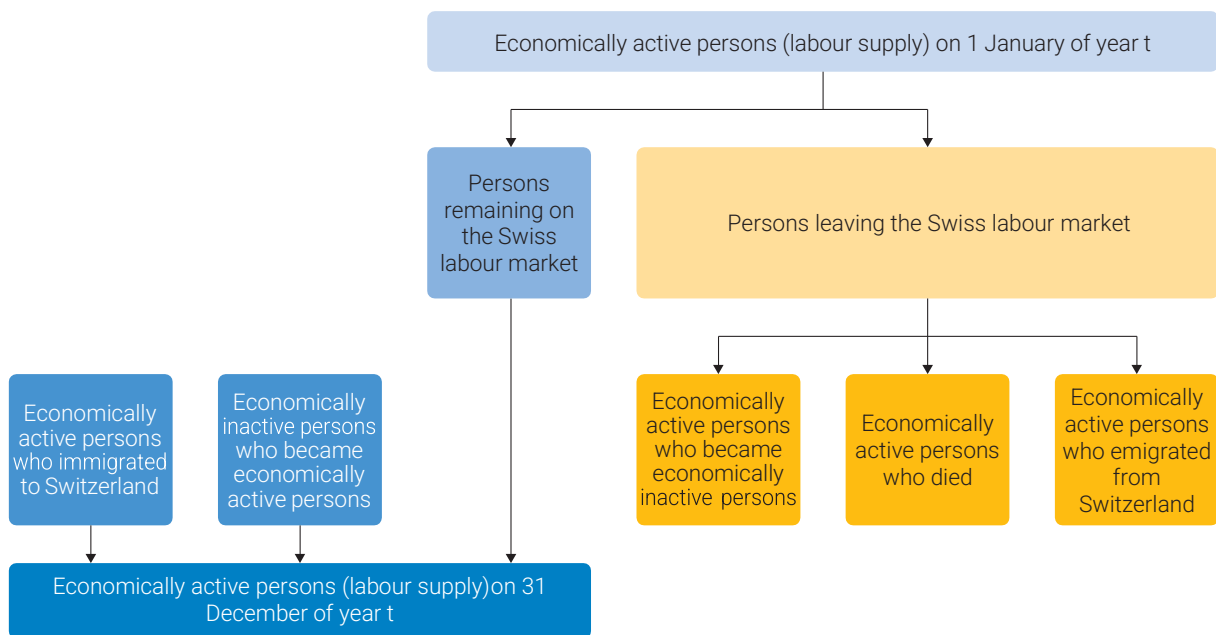 Economically active persons (labour supply) on 1 January of year t
Persons
remaining on
the Swiss
labour market
Persons leaving the Swiss labour market
Economically
active persons
who immigrated
to Switzerland
Economically
inactive persons
who became
economically
active persons
Economically
active persons
who became
economically
inactive persons
Economically
active persons
who died
Economically
active persons
who emigrated
from
Switzerland
Economically active persons (labour supply)on 31
December of year t